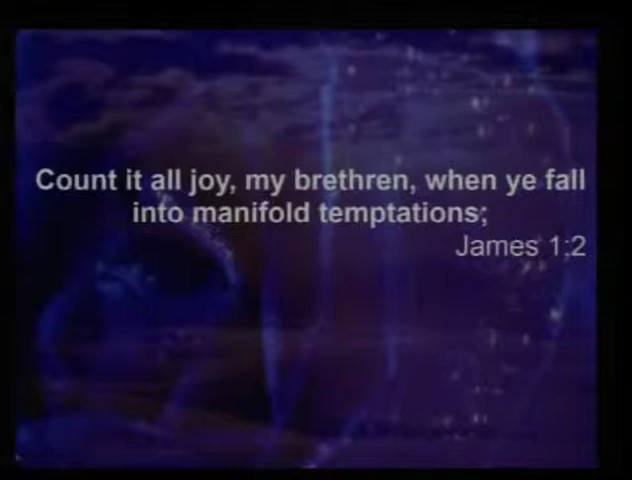 Count it all joy, my brethren, when ye fall
into manifold temptations;
James 1:2